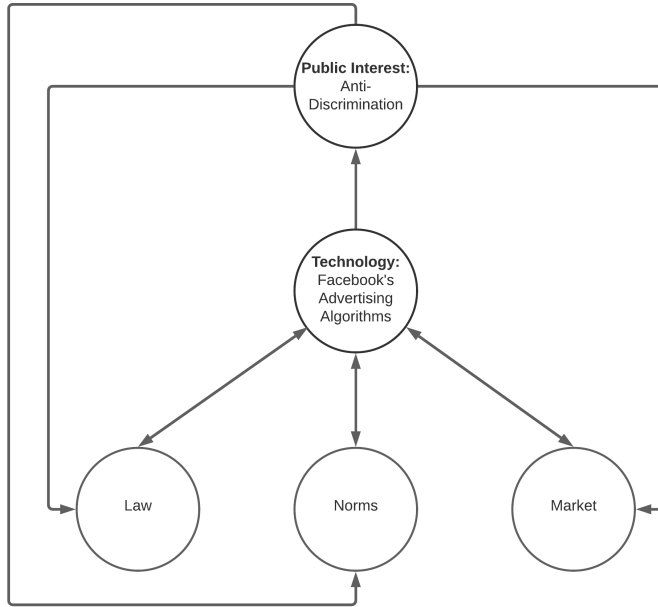 Public Interest:
Anti-
Discrimination
Technology:
Facebook's
Advertising
Algorithms
Law
Norms
Market